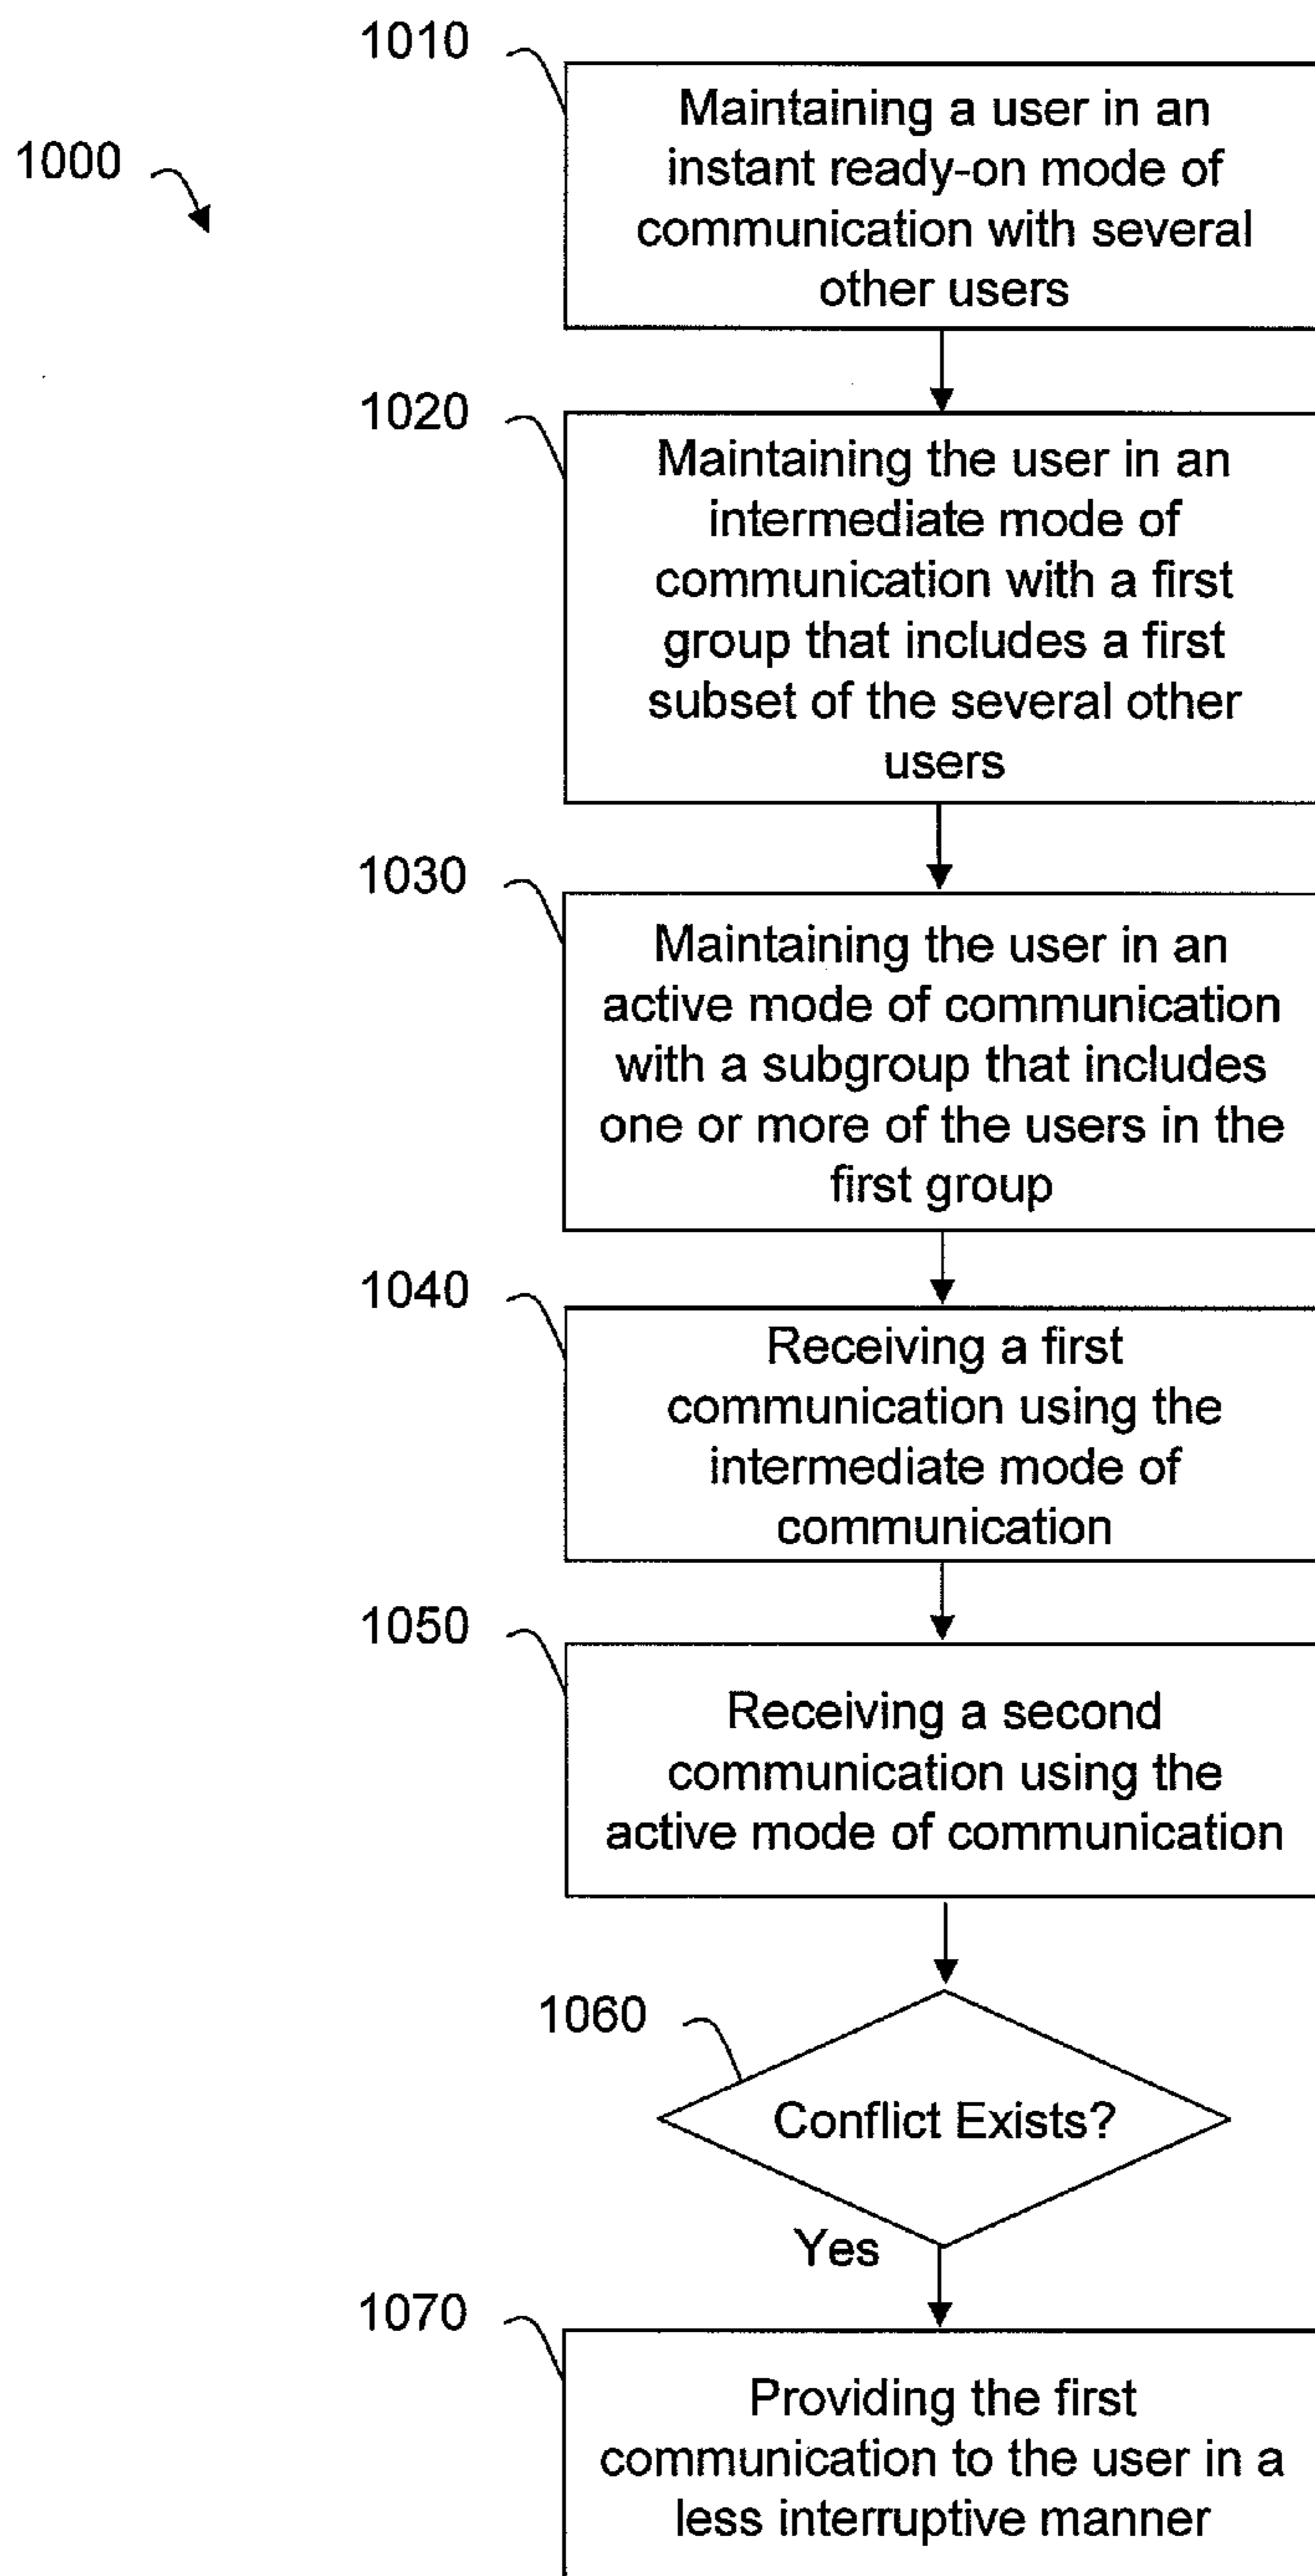 1010
1000
Maintaining a user in an
instant ready-on mode of
communication with several
other users
1020
Maintaining the user in an
intermediate mode of
communication with a first
group that includes a first
subset of the several other
users
1030
Maintaining the user in an
active mode of communication
with a subgroup that includes
one or more of the users in the
first group
1040
Receiving a first
communication using the
intermediate mode of
communication
1050
Receiving a second
communication using the
active mode of communication
1060
Conflict Exists?
Yes
1070
Providing the first
communication to the user in a
less interruptive manner